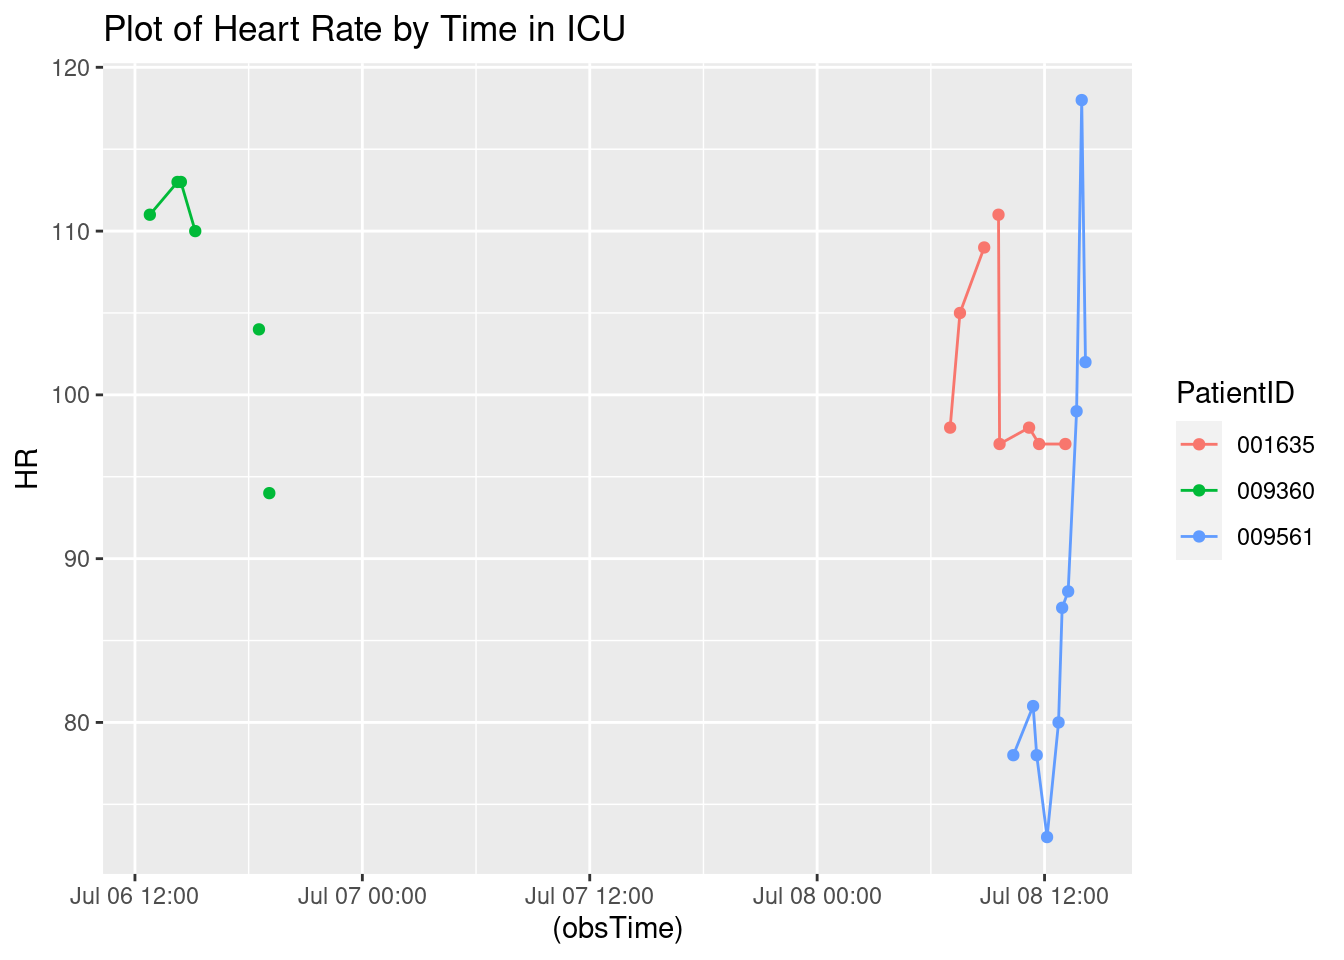 Plot of Heart Rate by Time in ICU
120
110
100
90
80
HR
Jul 06 12:00
Jul 07 00:00
Jul 07 12:00
Jul 08 00:00
Jul 08 12:00
(obsTime)
PatientID
001635
009360
009561